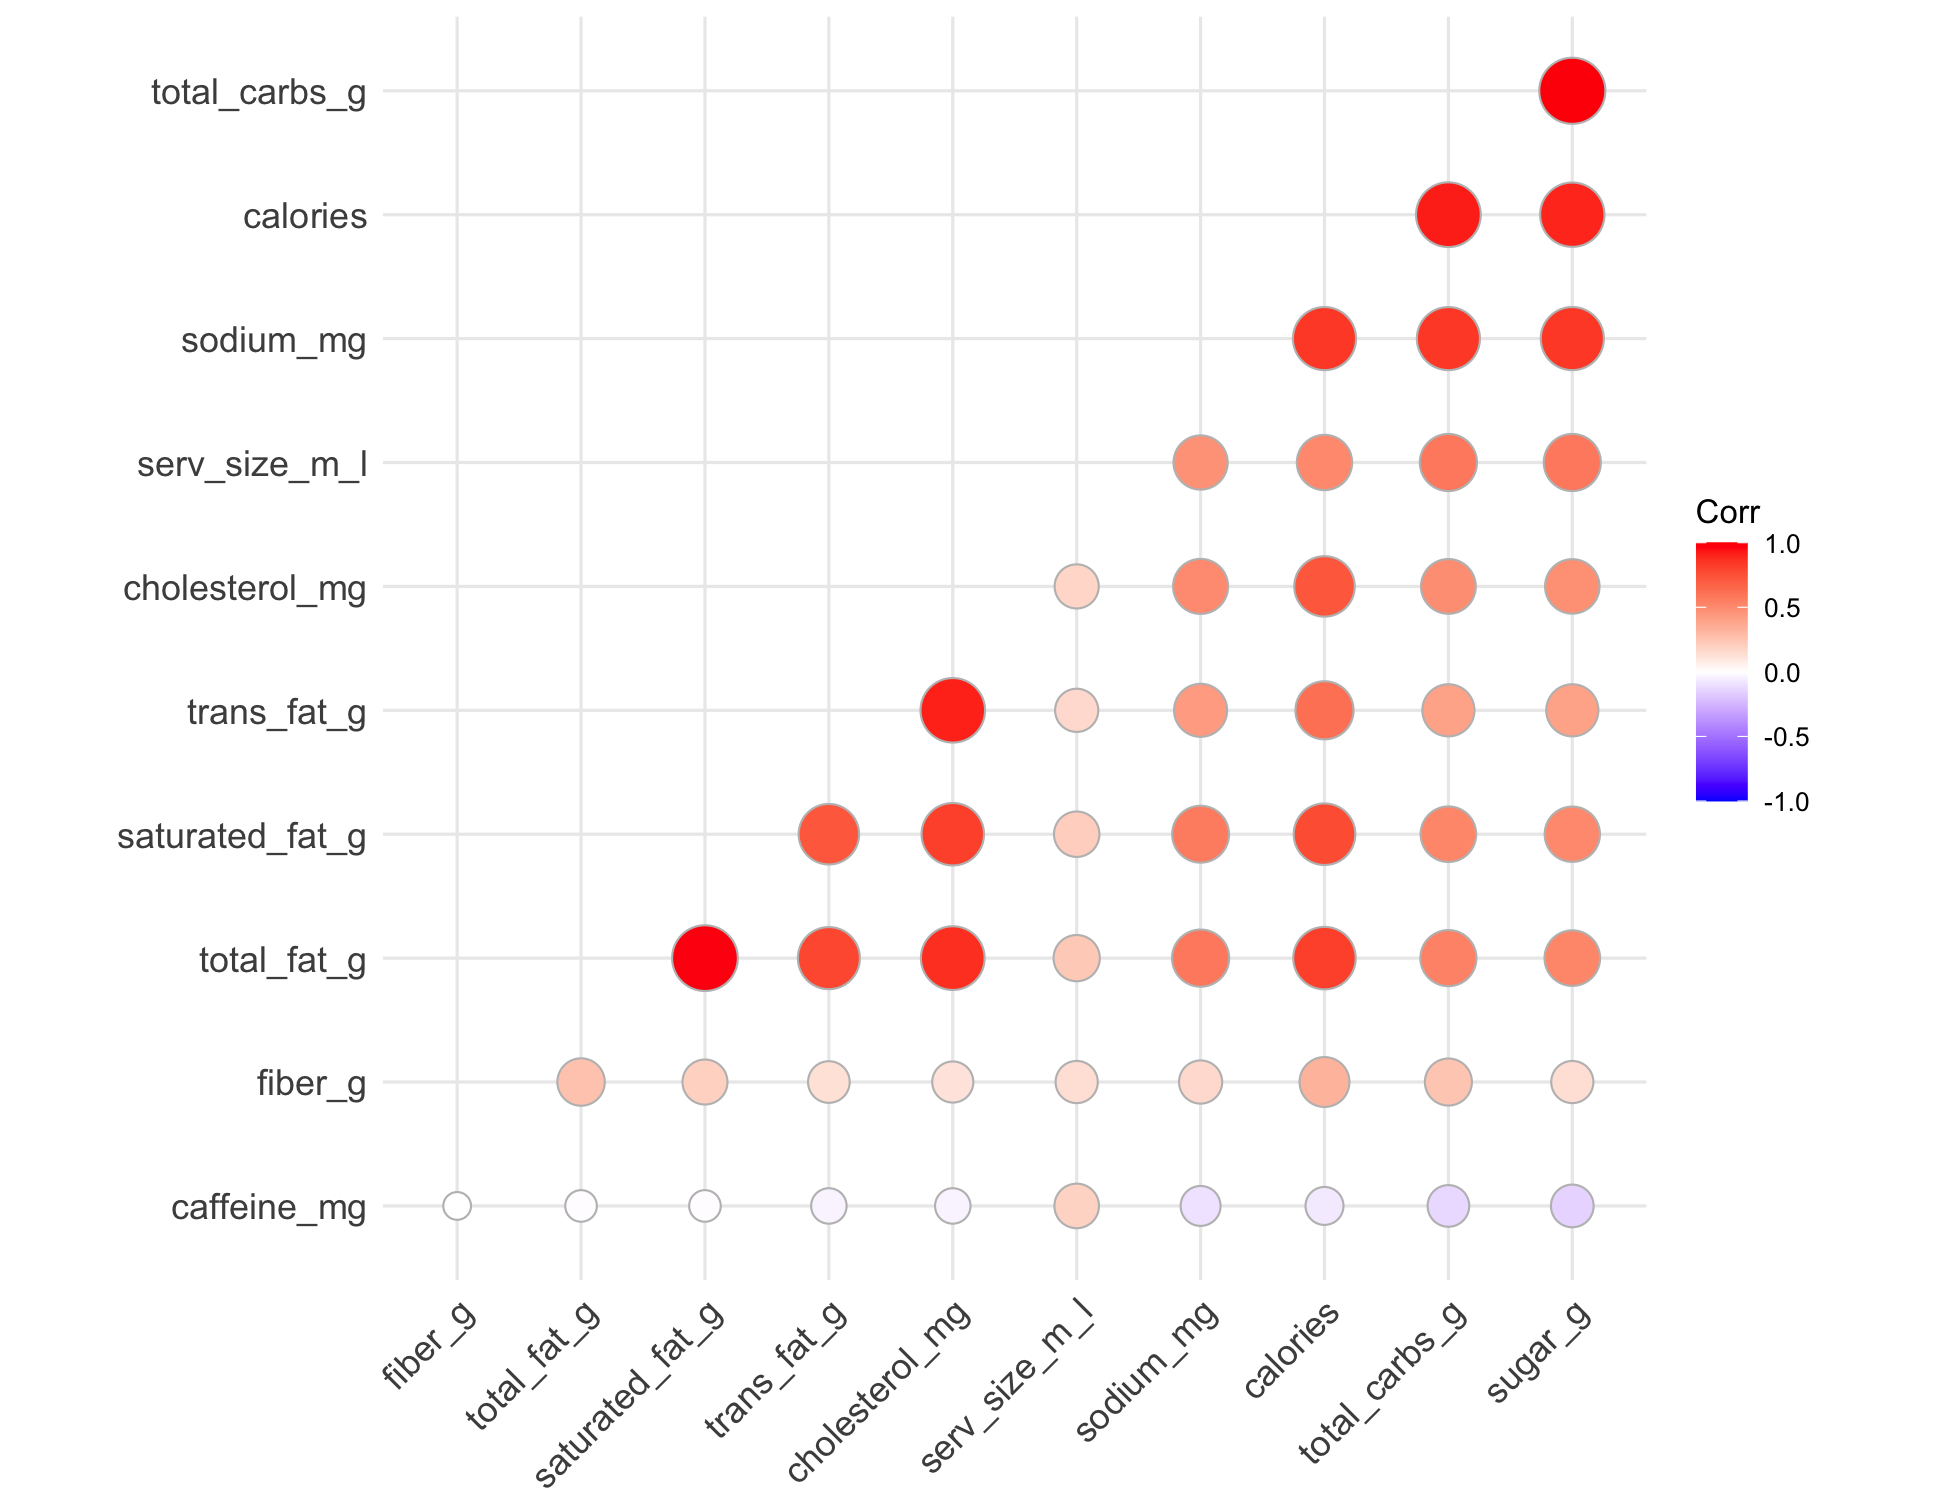 total_carbs_g
calories
sodium_mg
serv_size_m_l
cholesterol_mg
trans_fat_g
saturated_fat_g
total_fat_g
fiber_g
caffeine_mg
fiber_g
total_fat_g
saturated_fat_g
trans_fat_g
cholesterol_mg
serv_size_m_l
sodium_mg
calories
total_carbs_g
sugar_g
Corr
1.0
0.5
0.0
-0.5
-1.0